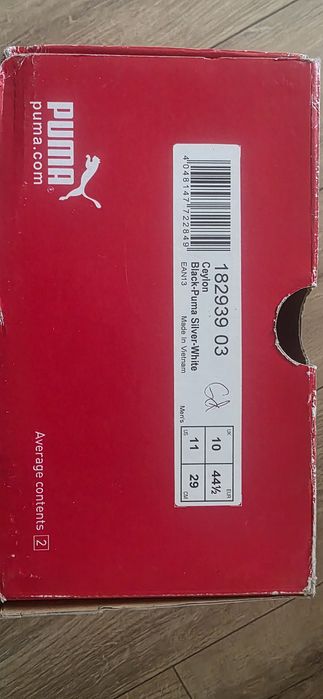 PUMA
puma.com
4 048147 722849
182939 03
Ceylon
Black-Puma Silver-White
EAN13
Made in Vietnam
Men's
UK 10
EUR 44½
US 11
CM 29
Average contents 2